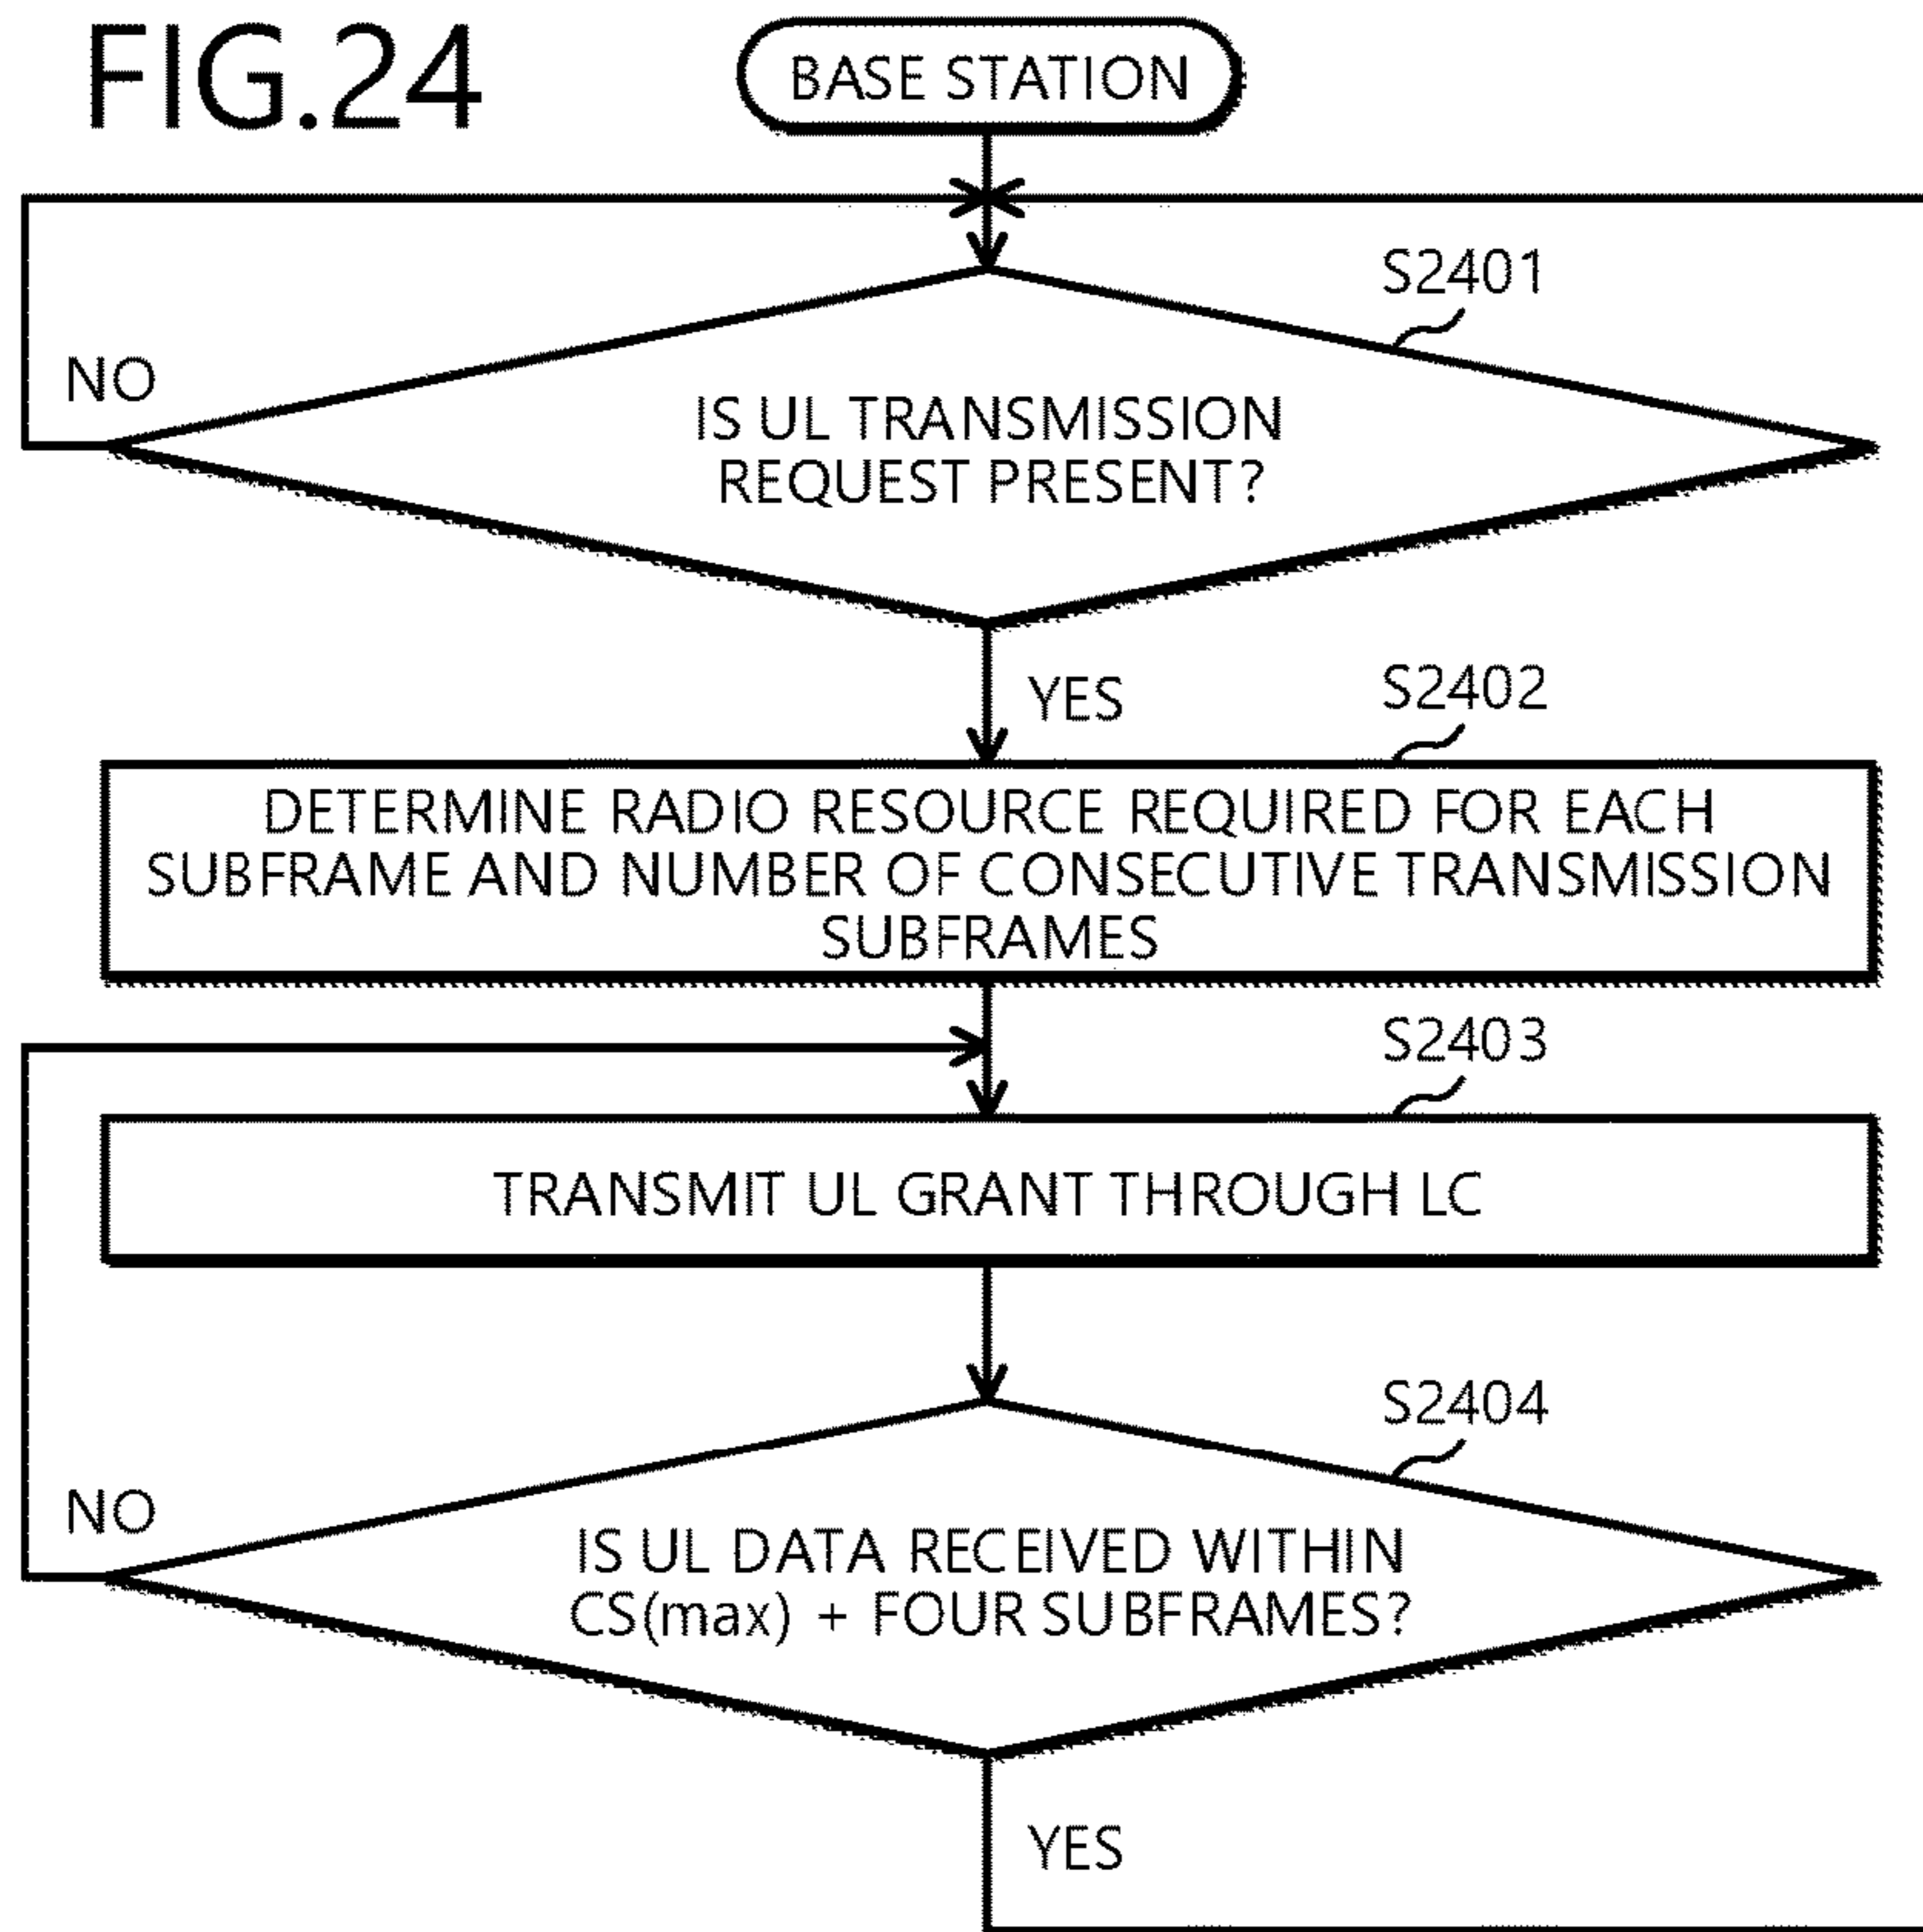 FIG.24
BASE STATION
S2401
NO
IS UL TRANSMISSION
REQUEST PRESENT?
YES
S2402
DETERMINE RADIO RESOURCE REQUIRED FOR EACH
SUBFRAME AND NUMBER OF CONSECUTIVE TRANSMISSION
SUBFRAMES
S2403
TRANSMIT UL GRANT THROUGH LC
S2404
NO
IS UL DATA RECEIVED WITHIN
CS(max) + FOUR SUBFRAMES?
YES